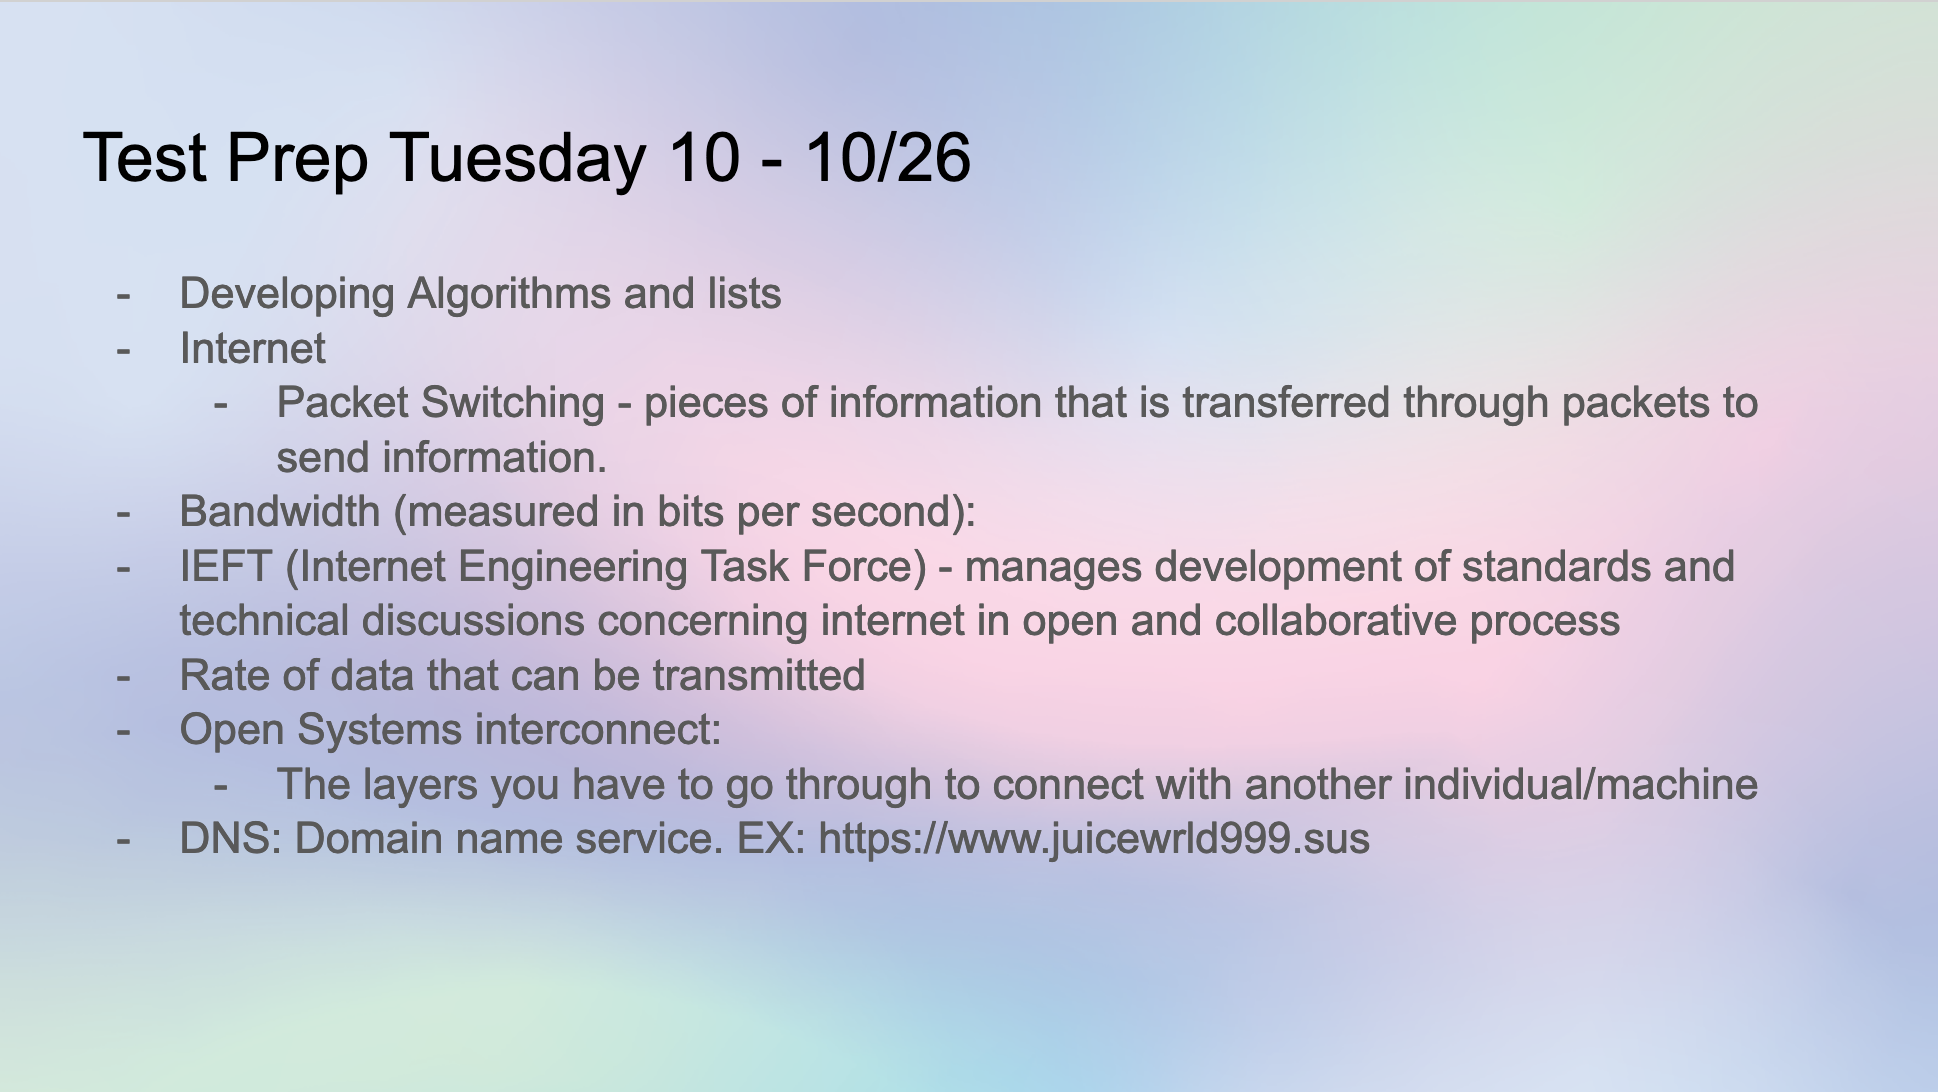 Test Prep Tuesday 10 - 10/26
- Developing Algorithms and lists
- Internet
- Packet Switching - pieces of information that is transferred through packets to
send information.
- Bandwidth (measured in bits per second):
- IEFT (Internet Engineering Task Force) - manages development of standards and
technical discussions concerning internet in open and collaborative process
- Rate of data that can be transmitted
- Open Systems interconnect:
- The layers you have to go through to connect with another individual/machine
- DNS: Domain name service. EX: https://www.juicewrld999.sus